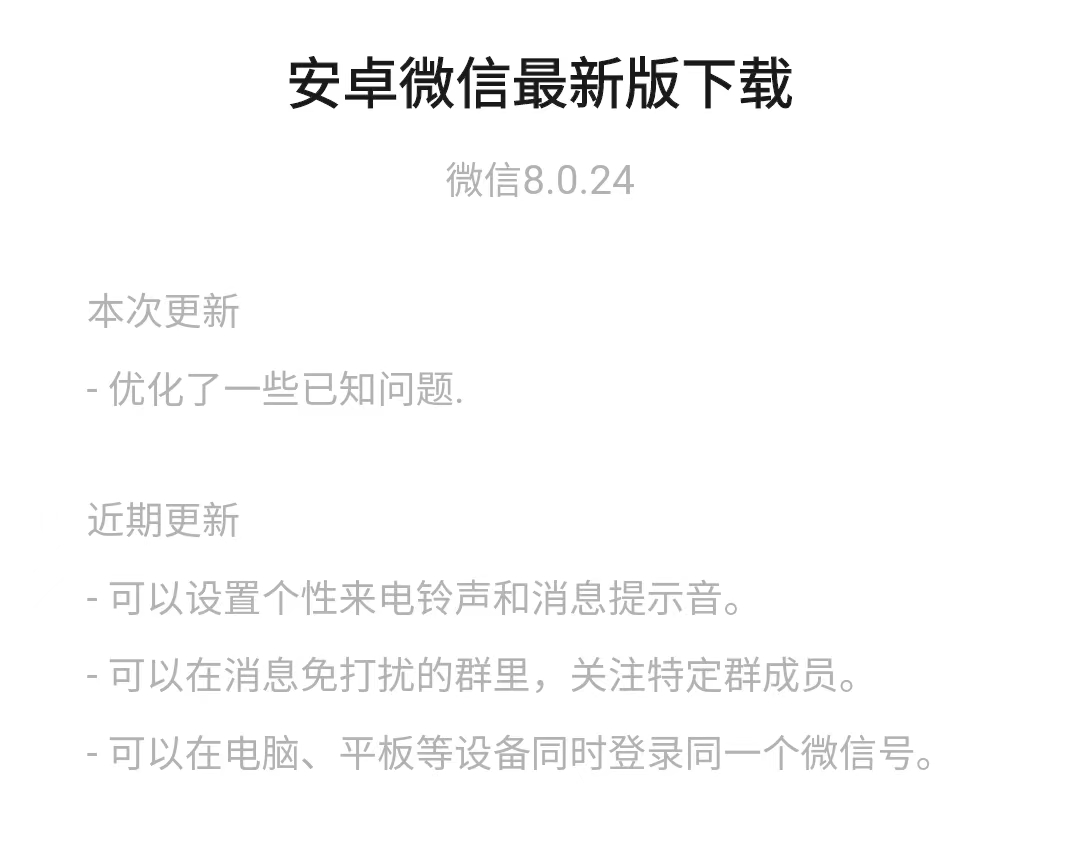 安卓微信最新版下载
微信8.0.24
本次更新
- 优化了一些已知问题.
近期更新
- 可以设置个性来电铃声和消息提示音。
- 可以在消息免打扰的群里，关注特定群成员。
- 可以在电脑、平板等设备同时登录同一个微信号。